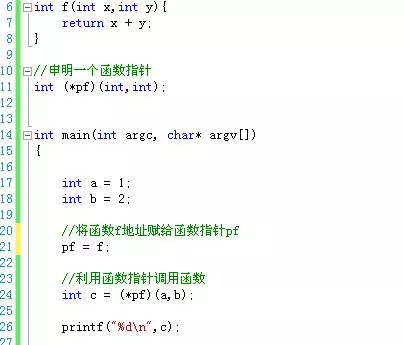 6 int f(int x,int y){
7 return x + y;
8 }
9
10 //申明一个函数指针
11 int (*pf)(int,int);
12
13
14 int main(int argc, char* argv[])
15 {
16
17 int a = 1;
18 int b = 2;
19
20 //将函数f地址赋给函数指针pf
21 pf = f;
22
23 //利用函数指针调用函数
24 int c = (*pf)(a,b);
25
26 printf("%d\n",c);
27